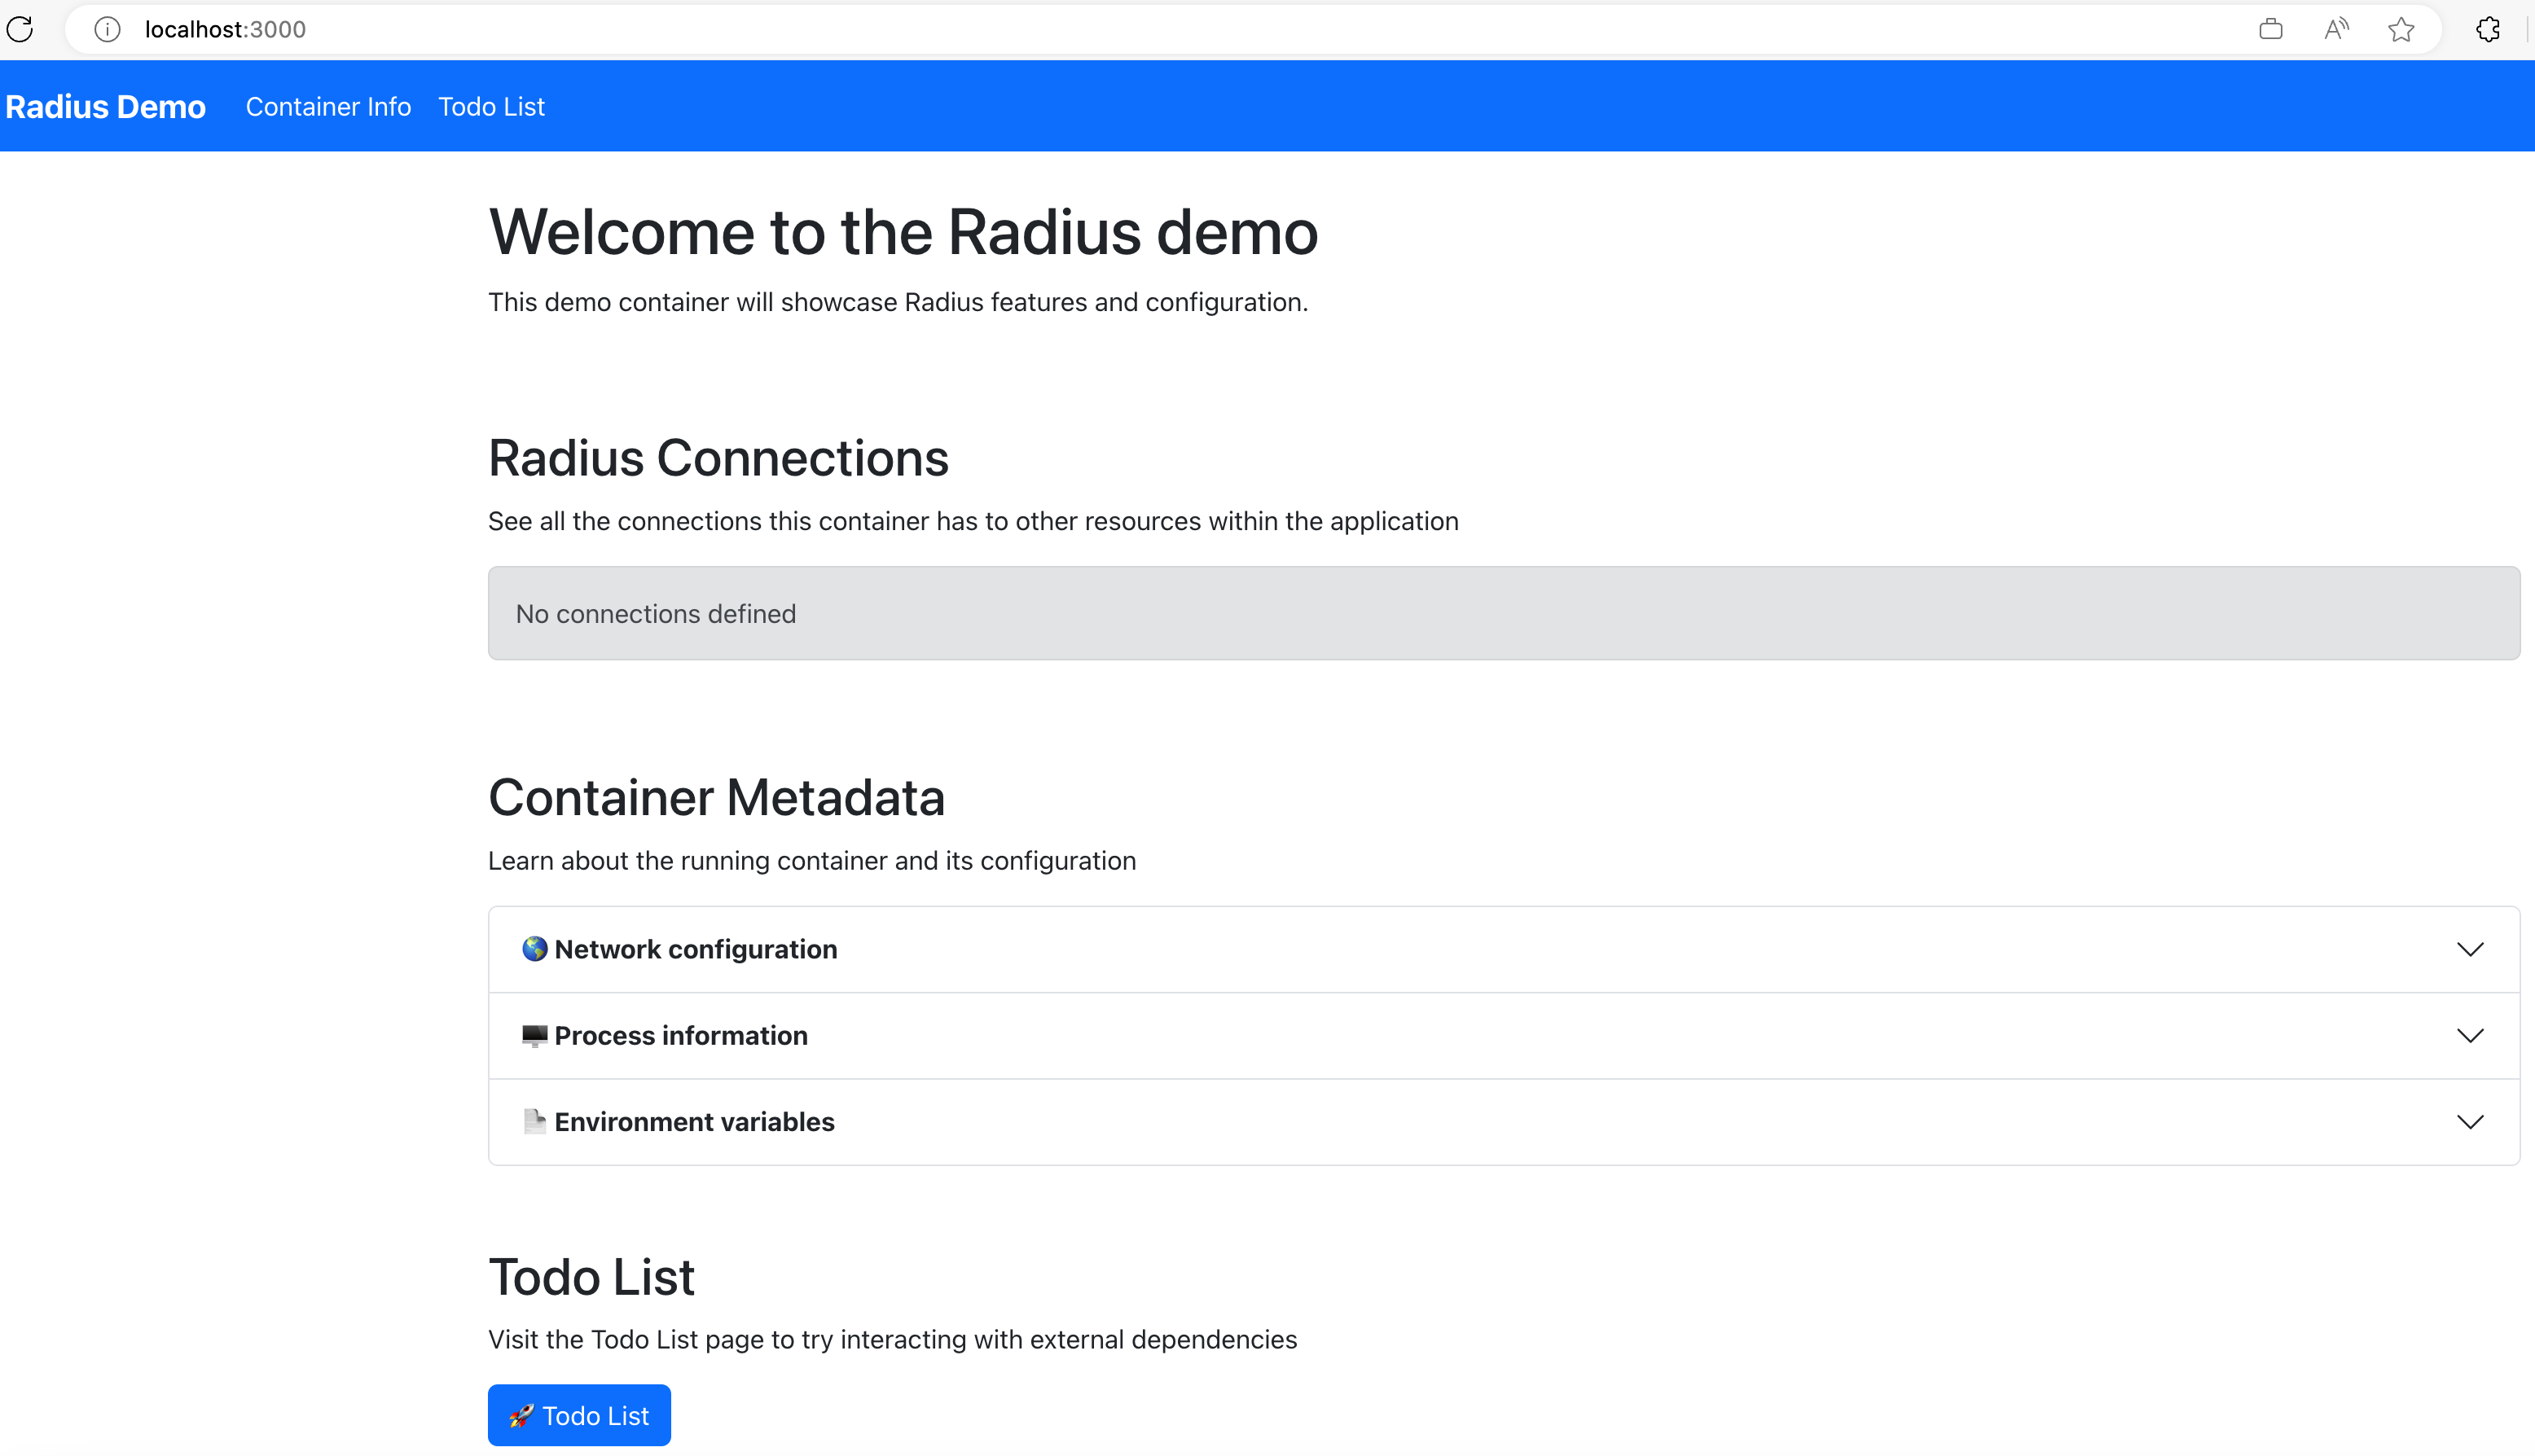 localhost:3000
Radius Demo Container Info Todo List
Welcome to the Radius demo
This demo container will showcase Radius features and configuration.
Radius Connections
See all the connections this container has to other resources within the application
No connections defined
Container Metadata
Learn about the running container and its configuration
Network configuration
Process information
Environment variables
Todo List
Visit the Todo List page to try interacting with external dependencies
Todo List